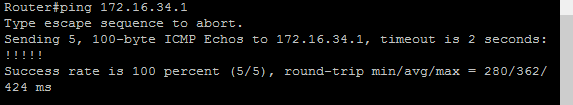 Router#ping 172.16.34.1
Type escape sequence to abort.
Sending 5, 100-byte ICMP Echos to 172.16.34.1, timeout is 2 seconds:
!!!!!
Success rate is 100 percent (5/5), round-trip min/avg/max = 280/362/
424 ms